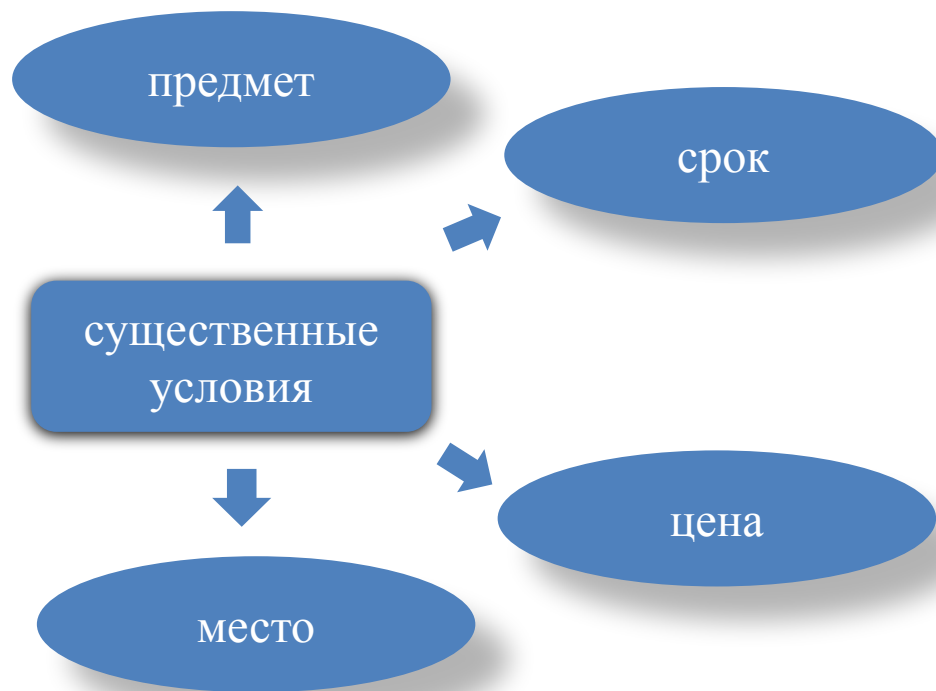 предмет
срок
существенные
условия
цена
место